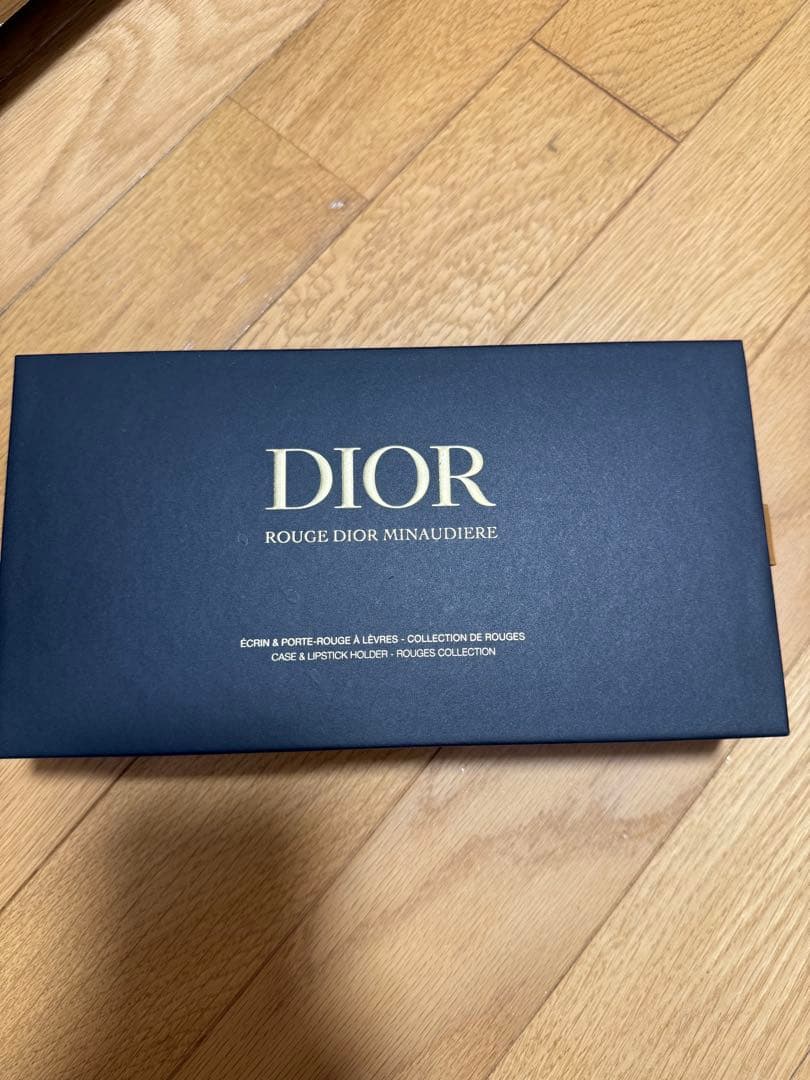 DIOR
ROUGE DIOR MINAUDIERE
ÉCRIN & PORTE-ROUGE À LÈVRES - COLLECTION DE ROUGES
CASE & LIPSTICK HOLDER - ROUGES COLLECTION